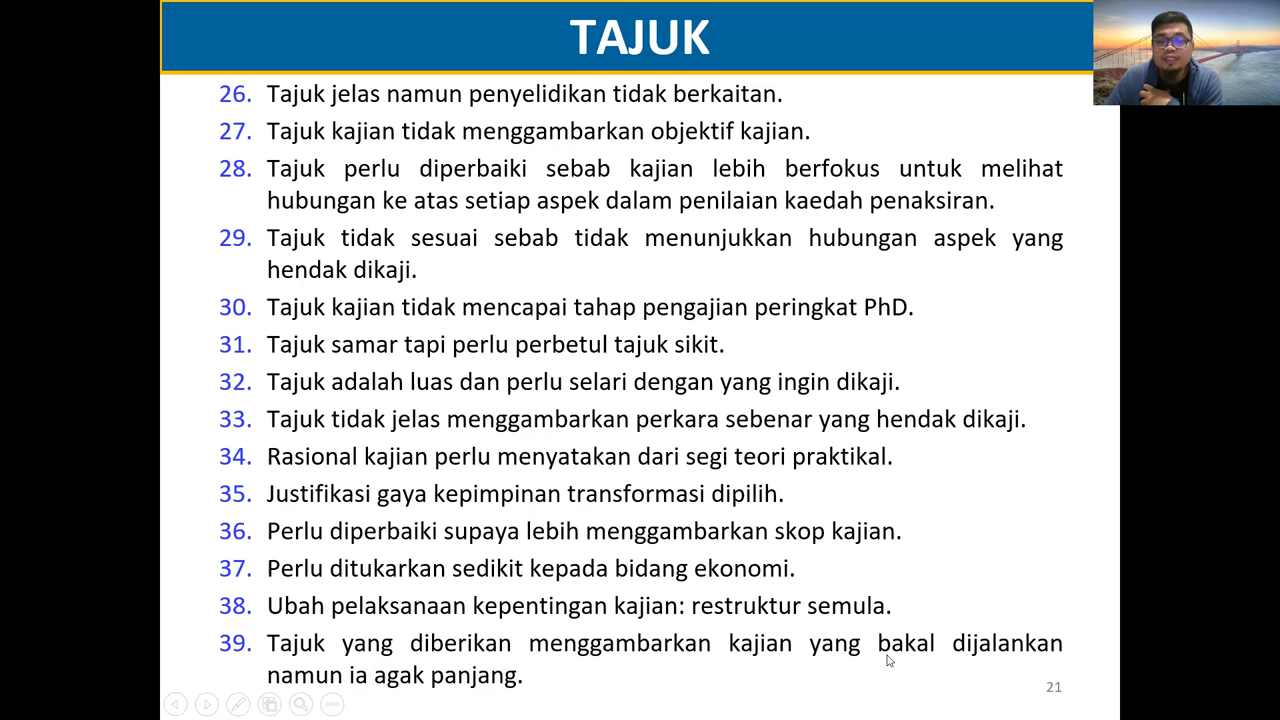 TAJUK
26. Tajuk jelas namun penyelidikan tidak berkaitan.
27. Tajuk kajian tidak menggambarkan objektif kajian.
28. Tajuk perlu diperbaiki sebab kajian lebih berfokus untuk melihat
hubungan ke atas setiap aspek dalam penilaian kaedah penaksiran.
29. Tajuk tidak sesuai sebab tidak menunjukkan hubungan aspek yang
hendak dikaji.
30. Tajuk kajian tidak mencapai tahap pengajian peringkat PhD.
31. Tajuk samar tapi perlu perbetul tajuk sikit.
32. Tajuk adalah luas dan perlu selari dengan yang ingin dikaji.
33. Tajuk tidak jelas menggambarkan perkara sebenar yang hendak dikaji.
34. Rasional kajian perlu menyatakan dari segi teori praktikal.
35. Justifikasi gaya kepimpinan transformasi dipilih.
36. Perlu diperbaiki supaya lebih menggambarkan skop kajian.
37. Perlu ditukarkan sedikit kepada bidang ekonomi.
38. Ubah pelaksanaan kepentingan kajian: restruktur semula.
39. Tajuk yang diberikan menggambarkan kajian yang bakal dijalankan
namun ia agak panjang.
21